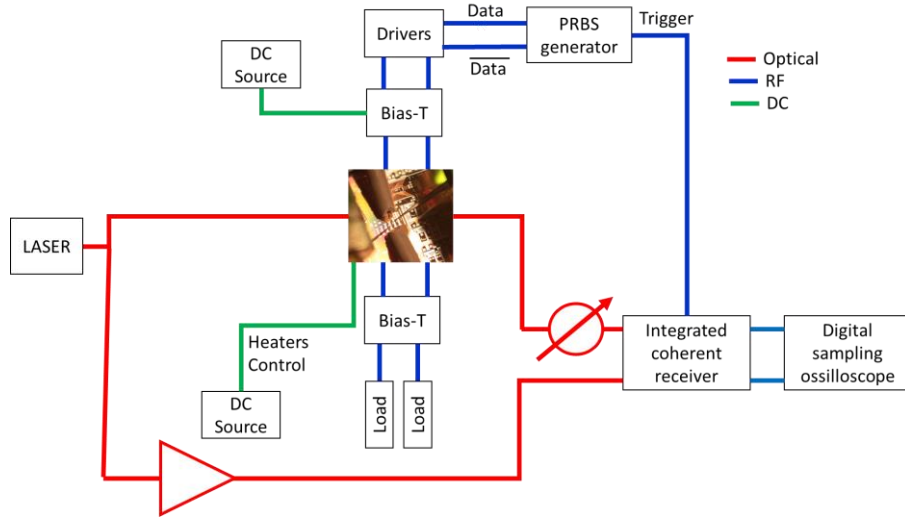 Data
Drivers
PRBS
generator
Trigger
Data
DC
Source
Bias-T
Optical
RF
DC
LASER
Bias-T
Heaters
Control
DC
Source
Load
Load
Integrated
coherent
receiver
Digital
sampling
ossilloscope